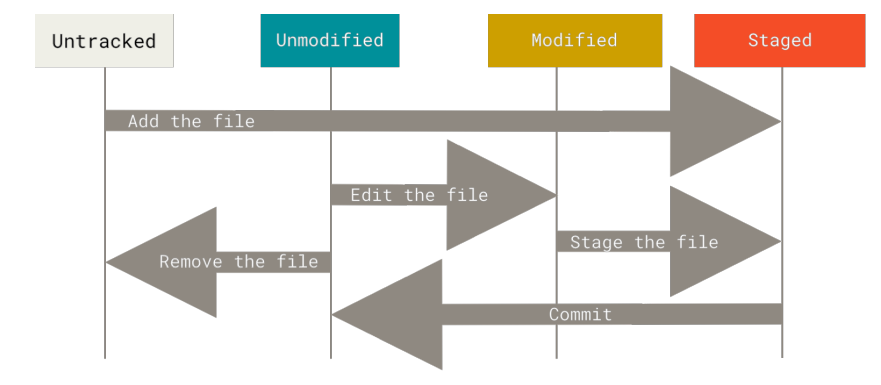 Untracked
Unmodified
Modified
Staged
Add the file
Edit the file
Stage the file
Remove the file
Commit